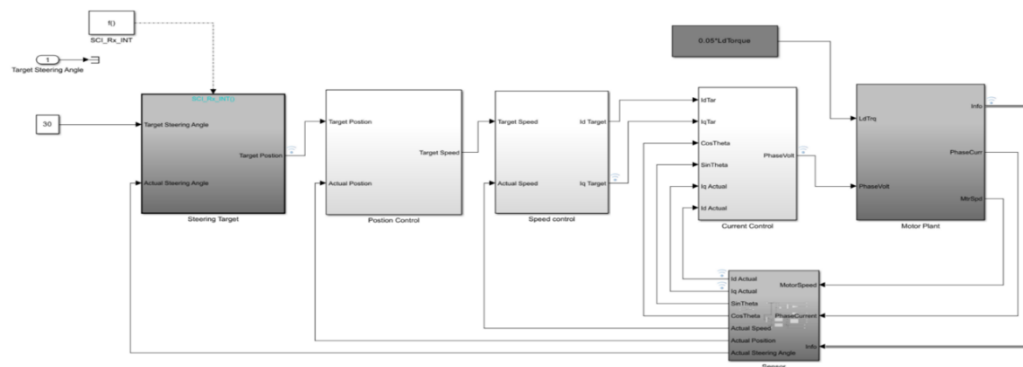 f()
SCI_Rx_INT
1
Target Steering Angle
30
SCI_Rx_INT()
Target Steering Angle
Target Position
Actual Steering Angle
Steering Target
Target Postion
Target Speed
Actual Postion
Postion Control
Target Speed
Id Target
Iq Target
Actual Speed
Speed control
IdTar
IqTar
CosTheta
PhaseVolt
SinTheta
Iq Actual
Id Actual
Current Control
0.05*LdTorque
LdTrq
Info
PhaseCurr
PhaseVolt
MtrSpd
Motor Plant
Id Actual
Iq Actual
SinTheta
CosTheta
Actual Speed
Actual Position
Actual Steering Angle
MotorSpeed
PhaseCurrent
Info
Sensor